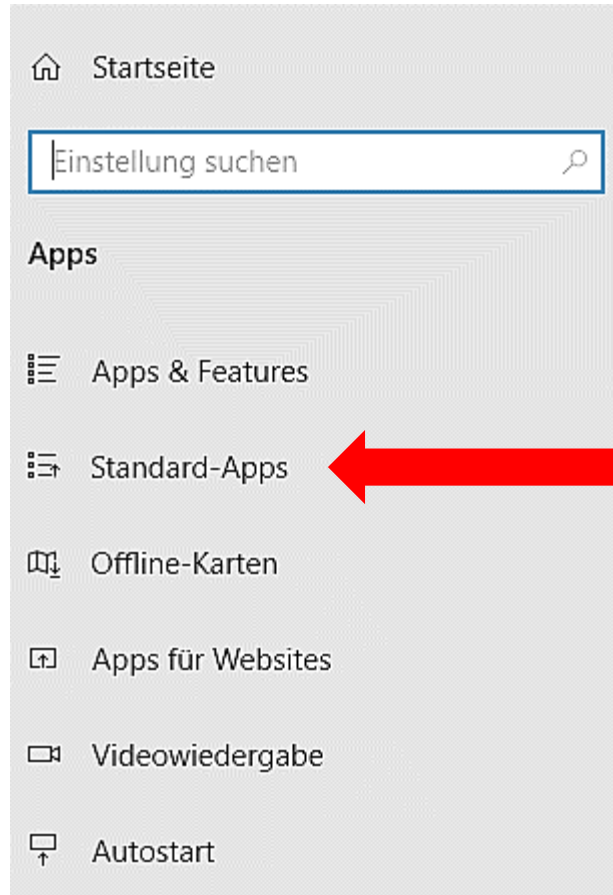 Startseite
Einstellung suchen
Apps
Apps & Features
Standard-Apps
Offline-Karten
Apps für Websites
Videowiedergabe
Autostart